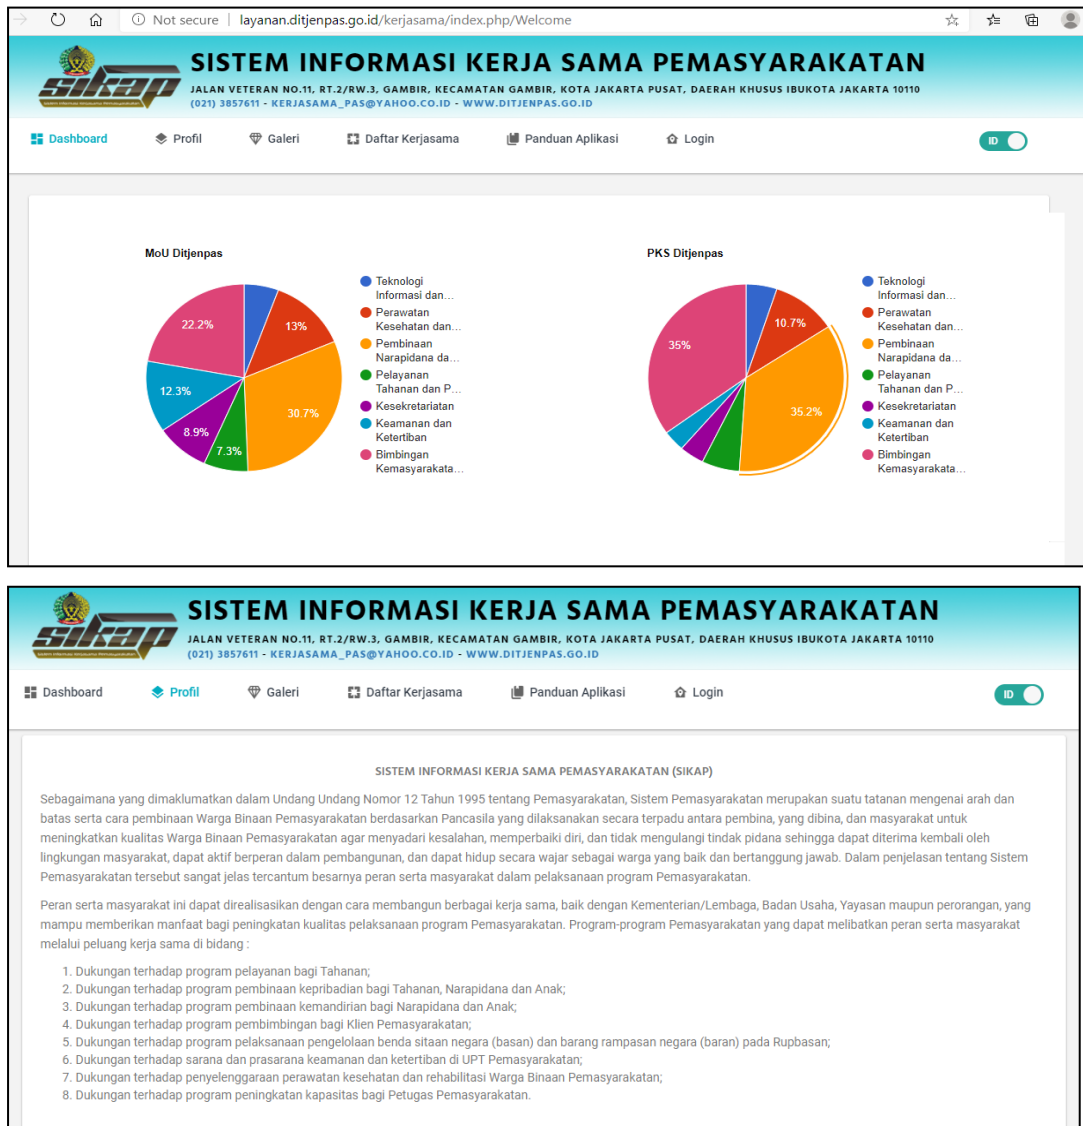 Not secure | layanan.ditjenpas.go.id/kerjasama/index.php/Welcome
sikap
SISTEM INFORMASI KERJA SAMA PEMASYARAKATAN
JALAN VETERAN NO.11, RT.2/RW.3, GAMBIR, KECAMATAN GAMBIR, KOTA JAKARTA PUSAT, DAERAH KHUSUS IBUKOTA JAKARTA 10110
(021) 3857611 - KERJASAMA_PAS@YAHOO.CO.ID - WWW.DITJENPAS.GO.ID
Dashboard Profil Galeri Daftar Kerjasama Panduan Aplikasi Login ID
MoU Ditjenpas
22.2%
13%
12.3%
30.7%
8.9%
7.3%
Teknologi
Informasi dan...
Perawatan
Kesehatan dan...
Pembinaan
Narapidana da...
Pelayanan
Tahanan dan P...
Kesekretariatan
Keamanan dan
Ketertiban
Bimbingan
Kemasyarakata...
PKS Ditjenpas
10.7%
35%
35.2%
Teknologi
Informasi dan...
Perawatan
Kesehatan dan...
Pembinaan
Narapidana da...
Pelayanan
Tahanan dan P...
Kesekretariatan
Keamanan dan
Ketertiban
Bimbingan
Kemasyarakata...
sikap
SISTEM INFORMASI KERJA SAMA PEMASYARAKATAN
JALAN VETERAN NO.11, RT.2/RW.3, GAMBIR, KECAMATAN GAMBIR, KOTA JAKARTA PUSAT, DAERAH KHUSUS IBUKOTA JAKARTA 10110
(021) 3857611 - KERJASAMA_PAS@YAHOO.CO.ID - WWW.DITJENPAS.GO.ID
Dashboard Profil Galeri Daftar Kerjasama Panduan Aplikasi Login ID
SISTEM INFORMASI KERJA SAMA PEMASYARAKATAN (SIKAP)
Sebagaimana yang dimaklumatkan dalam Undang Undang Nomor 12 Tahun 1995 tentang Pemasyarakatan, Sistem Pemasyarakatan merupakan suatu tatanan mengenai arah dan
batas serta cara pembinaan Warga Binaan Pemasyarakatan berdasarkan Pancasila yang dilaksanakan secara terpadu antara pembina, yang dibina, dan masyarakat untuk
meningkatkan kualitas Warga Binaan Pemasyarakatan agar menyadari kesalahan, memperbaiki diri, dan tidak mengulangi tindak pidana sehingga dapat diterima kembali oleh
lingkungan masyarakat, dapat aktif berperan dalam pembangunan, dan dapat hidup secara wajar sebagai warga yang baik dan bertanggung jawab. Dalam penjelasan tentang Sistem
Pemasyarakatan tersebut sangat jelas tercantum besarnya peran serta masyarakat dalam pelaksanaan program Pemasyarakatan.
Peran serta masyarakat ini dapat direalisasikan dengan cara membangun berbagai kerja sama, baik dengan Kementerian/Lembaga, Badan Usaha, Yayasan maupun perorangan, yang
mampu memberikan manfaat bagi peningkatan kualitas pelaksanaan program Pemasyarakatan. Program-program Pemasyarakatan yang dapat melibatkan peran serta masyarakat
melalui peluang kerja sama di bidang :
1. Dukungan terhadap program pelayanan bagi Tahanan;
2. Dukungan terhadap program pembinaan kepribadian bagi Tahanan, Narapidana dan Anak;
3. Dukungan terhadap program pembinaan kemandirian bagi Narapidana dan Anak;
4. Dukungan terhadap program pembimbingan bagi Klien Pemasyarakatan;
5. Dukungan terhadap program pelaksanaan pengelolaan benda sitaan negara (basan) dan barang rampasan negara (baran) pada Rupbasan;
6. Dukungan terhadap sarana dan prasarana keamanan dan ketertiban di UPT Pemasyarakatan;
7. Dukungan terhadap penyelenggaraan perawatan kesehatan dan rehabilitasi Warga Binaan Pemasyarakatan;
8. Dukungan terhadap program peningkatan kapasitas bagi Petugas Pemasyarakatan.